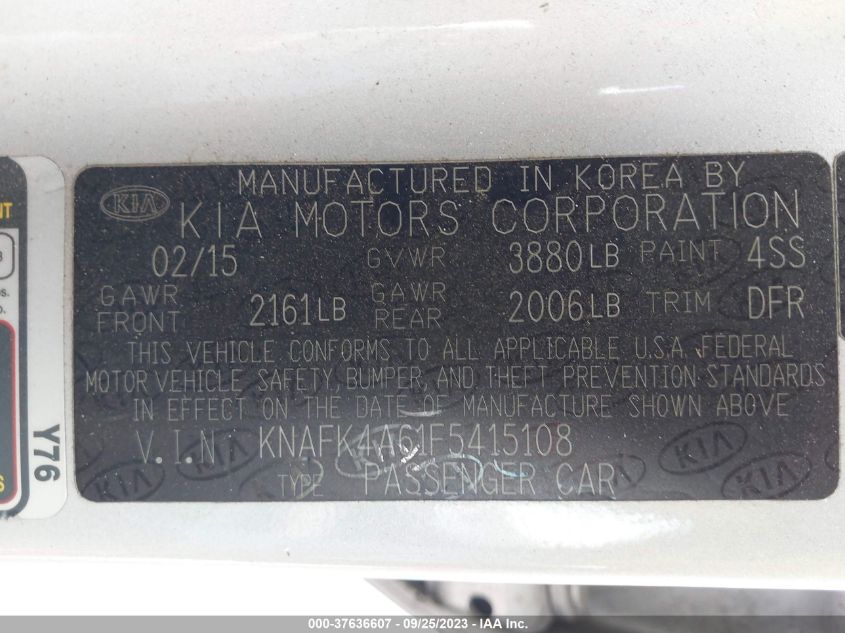 MANUFACTURED IN KOREA BY
KIA KIA MOTORS CORPORATION
02/15 GVWR 3880LB PAINT 4SS
GAWR FRONT 2161LB GAWR REAR 2006LB TRIM DFR
THIS VEHICLE CONFORMS TO ALL APPLICABLE U.S.A. FEDERAL
MOTOR VEHICLE SAFETY, BUMPER, AND THEFT PREVENTION STANDARDS
IN EFFECT ON THE DATE OF MANUFACTURE SHOWN ABOVE
V.I.N KNAFK4A61F5415108
TYPE PASSENGER CAR
Y76
000-37636607 - 09/25/2023 - IAA Inc.